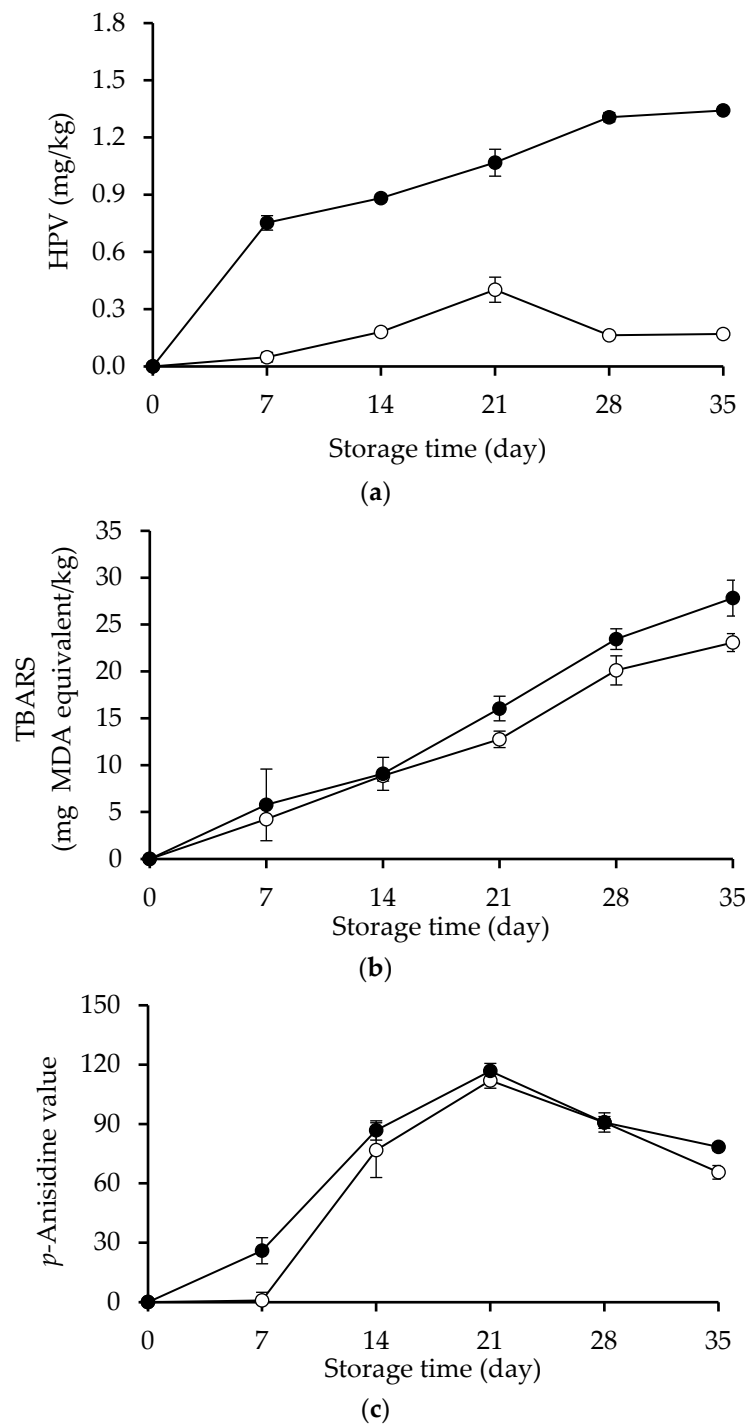 1.8
1.5
1.2
0.9
0.6
0.3
0.0
HPV (mg/kg)
0 7 14 21 28 35
Storage time (day)
(a)
35
30
25
20
15
10
5
0
TBARS
(mg MDA equivalent/kg)
0 7 14 21 28 35
Storage time (day)
(b)
150
120
90
60
30
0
p-Anisidine value
0 7 14 21 28 35
Storage time (day)
(c)